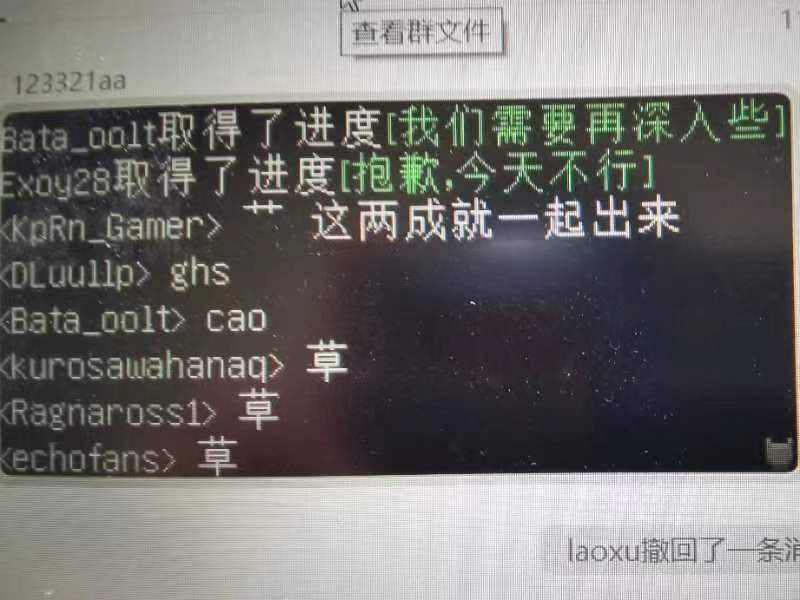 查看群文件
123321aa
Bata_oolt取得了进度[我们需要再深入些]
Exoy28取得了进度[抱歉,今天不行]
<KpRn_Gamer> 艹 这两成就一起出来
<DLuullp> ghs
<Bata_oolt> cao
<kurosawahanaq> 草
<Ragnaross1> 草
<echofans> 草
laoxu撤回了一条消